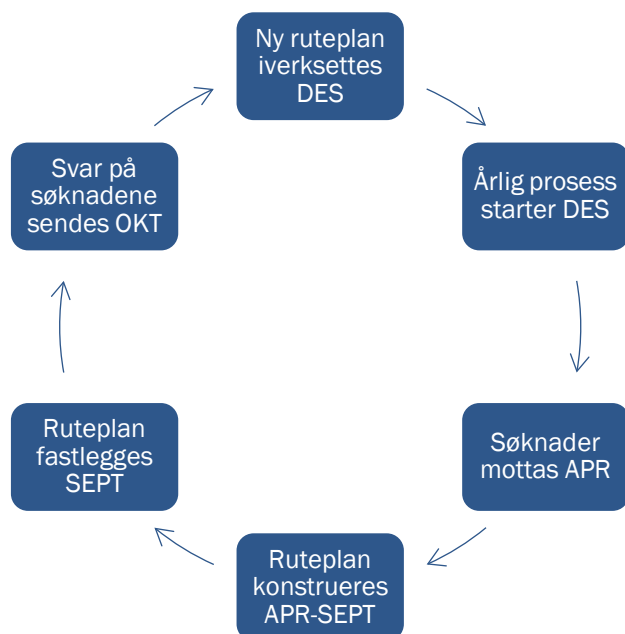 Ny ruteplan
iverksettes
DES
Årlig prosess
starter DES
Søknader
mottas APR
Ruteplan
konstrueres
APR-SEPT
Ruteplan
fastlegges
SEPT
Svar på
søknadene
sendes OKT